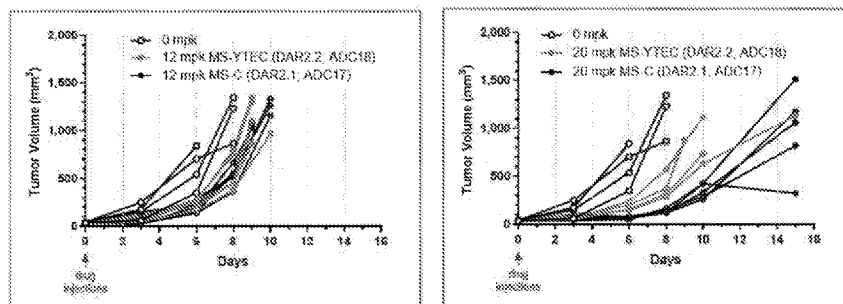 0 mpk
12 mpk MS-YTEC (DAR2.2; ADC18)
12 mpk MS-C (DAR2.1; ADC17)
Tumor Volume (mm³)
2,000
1,500
1,000
500
0
0 2 4 6 8 10 12 14 16
Days
&
drug
injections
0 mpk
20 mpk MS-YTEC (DAR2.2; ADC18)
20 mpk MS-C (DAR2.1; ADC17)
Tumor Volume (mm³)
2,000
1,500
1,000
500
0
0 2 4 6 8 10 12 14 16
Days
&
drug
injections